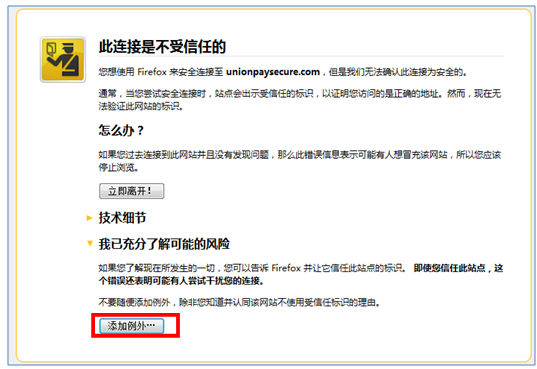 此连接是不受信任的
您想使用 Firefox 来安全连接至 unionpaysecure.com，但是我们无法确认此连接为安全的。
通常，当您尝试安全连接时，站点会出示受信任的标识，以证明您访问的是正确的地址。然而，现在无
法验证此网站的标识。
怎么办？
如果您过去连接到此网站并且没有发现问题，那么此错误信息表示可能有人想冒充该网站，所以您应该
停止浏览。
立即离开！
技术细节
我已充分了解可能的风险
如果您了解现在所发生的一切，您可以告诉 Firefox 并让它信任此站点的标识。 即使您信任此站点，这
个错误还表明可能有人尝试干扰您的连接。
不要随便添加例外，除非您知道并认同该网站不使用受信任标识的理由。
添加例外…